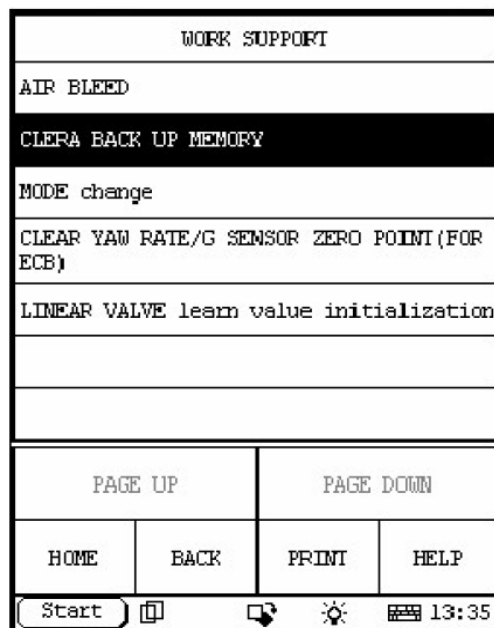 WORK SUPPORT
AIR BLEED
CLERA BACK UP MEMORY
MODE change
CLEAR YAW RATE/G SENSOR ZERO POINT(FOR
ECB)
LINEAR VALVE learn value initialization
PAGE UP PAGE DOWN
HOME BACK PRINT HELP
Start 13:35